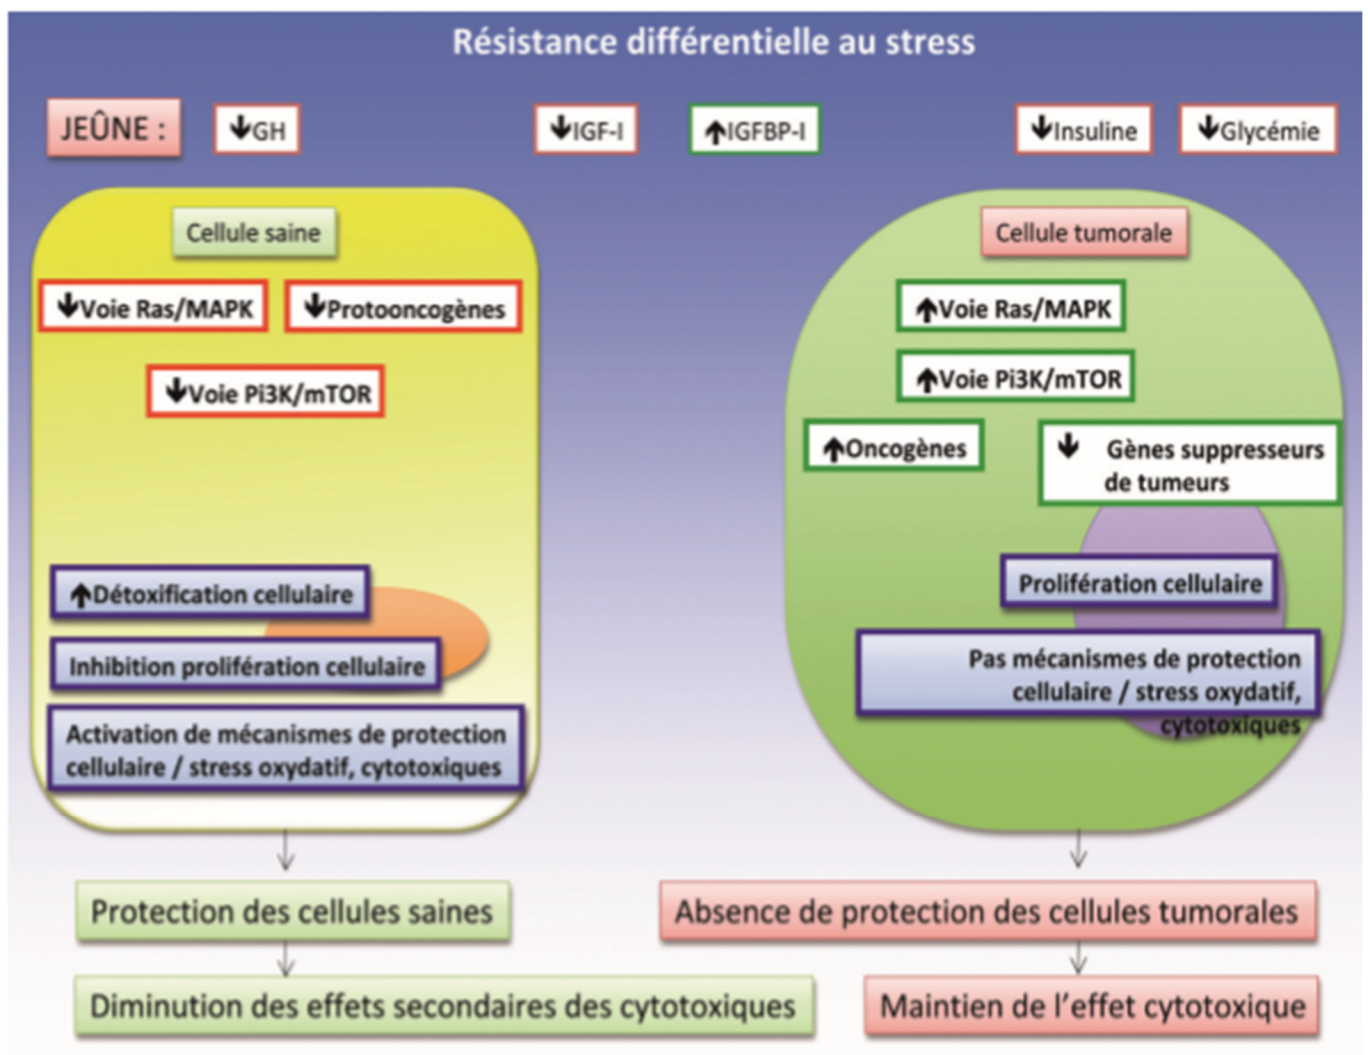 Résistance différentielle au stress
JEÛNE :
↓GH
↓IGF-I
↑IGFBP-I
↓Insuline
↓Glycémie
Cellule saine
↓Voie Ras/MAPK
↓Protooncogènes
↓Voie Pi3K/mTOR
↑Détoxification cellulaire
Inhibition prolifération cellulaire
Activation de mécanismes de protection
cellulaire / stress oxydatif, cytotoxiques
Protection des cellules saines
Diminution des effets secondaires des cytotoxiques
Cellule tumorale
↑Voie Ras/MAPK
↑Voie Pi3K/mTOR
↑Oncogènes
↓ Gènes suppresseurs
de tumeurs
Prolifération cellulaire
Pas mécanismes de protection
cellulaire / stress oxydatif,
cytotoxiques
Absence de protection des cellules tumorales
Maintien de l'effet cytotoxique